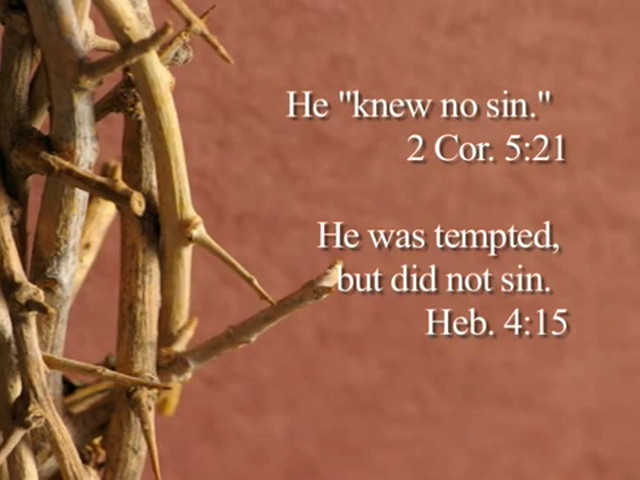 He "knew no sin."
2 Cor. 5:21
He was tempted,
but did not sin.
Heb. 4:15